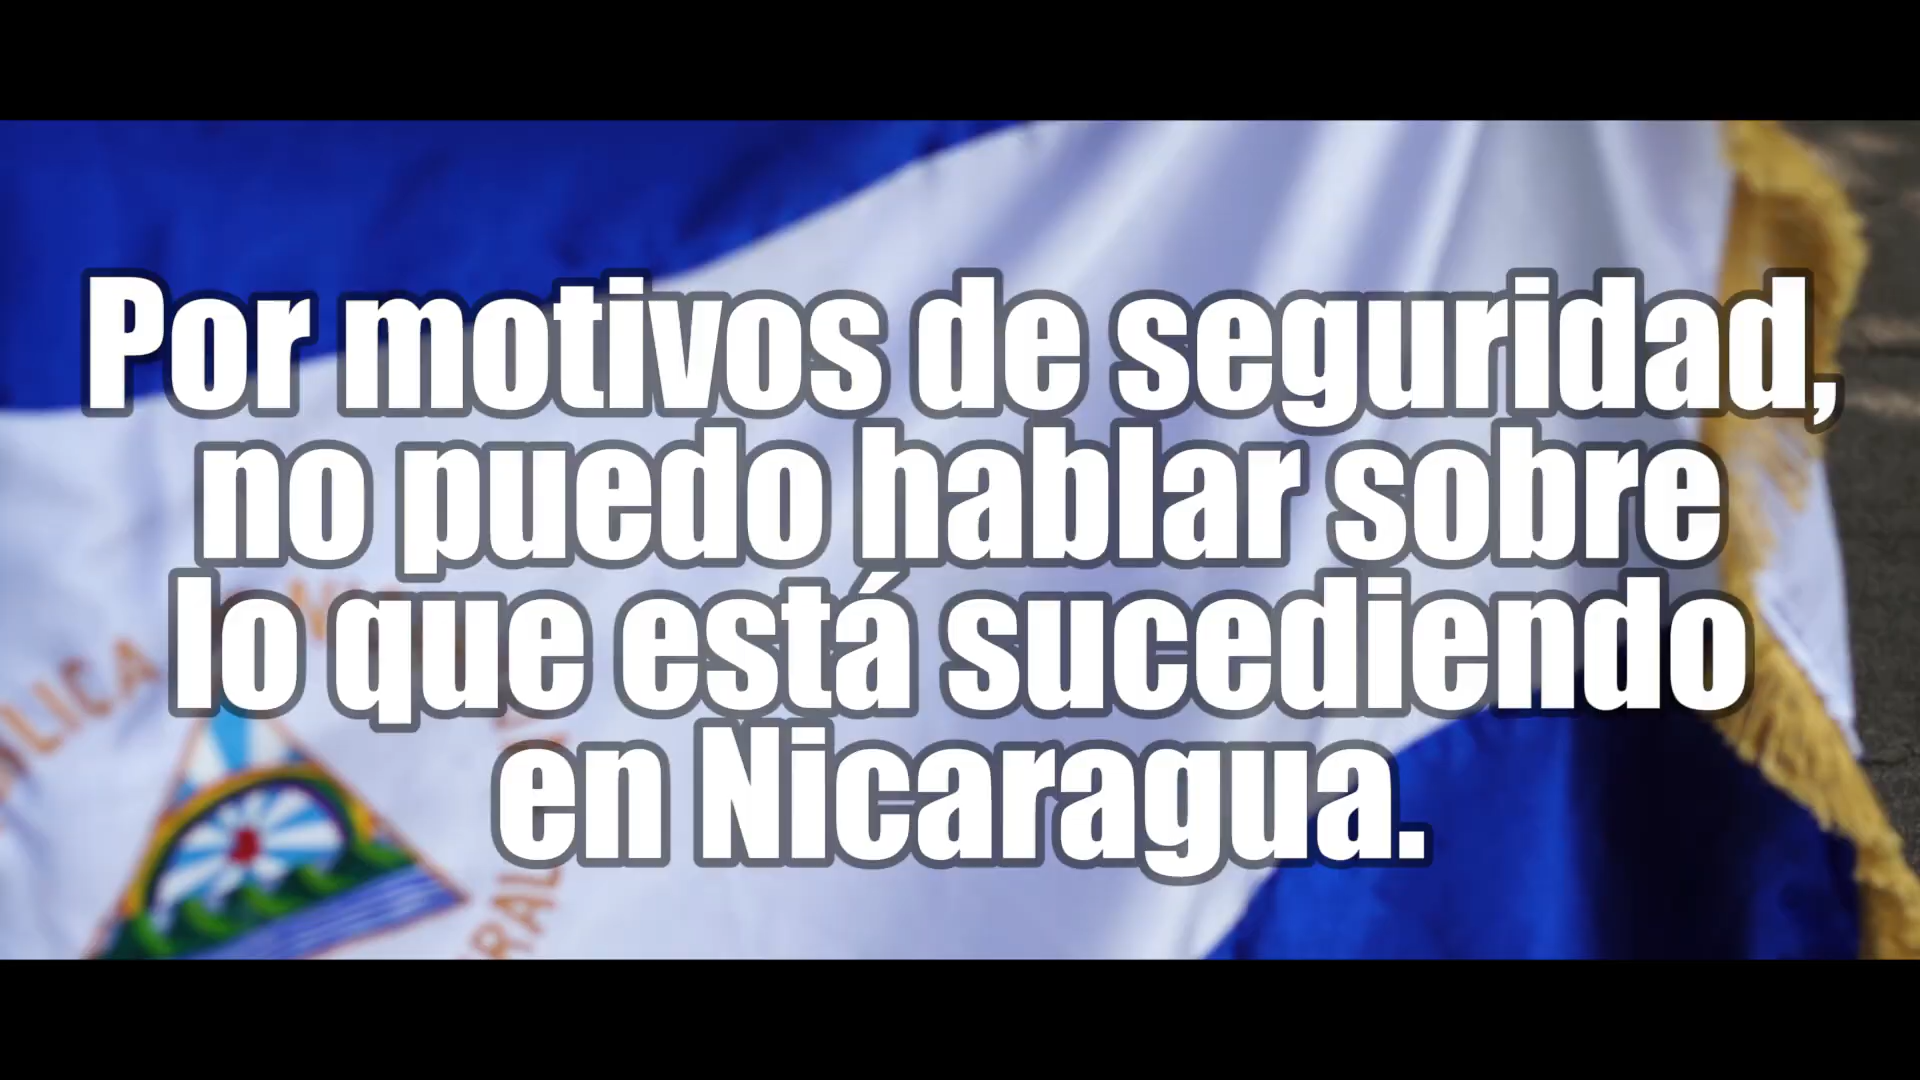 Por motivos de seguridad,
no puedo hablar sobre
lo que está sucediendo
en Nicaragua.